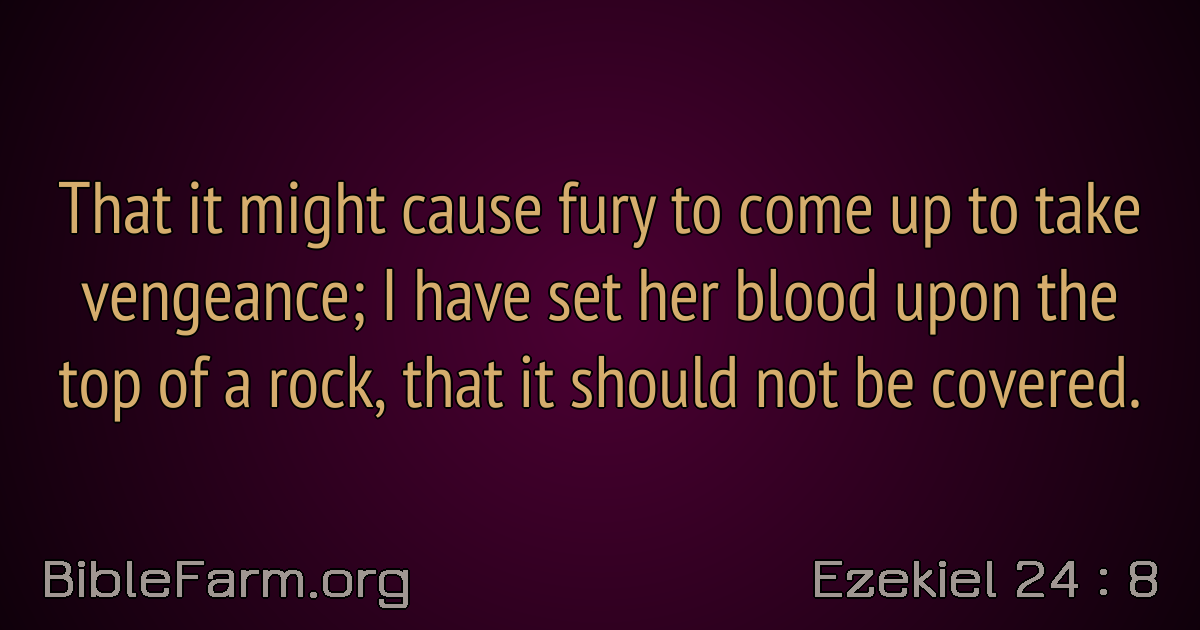 That it might cause fury to come up to take
vengeance; I have set her blood upon the
top of a rock, that it should not be covered.
BibleFarm.org
Ezekiel 24 : 8